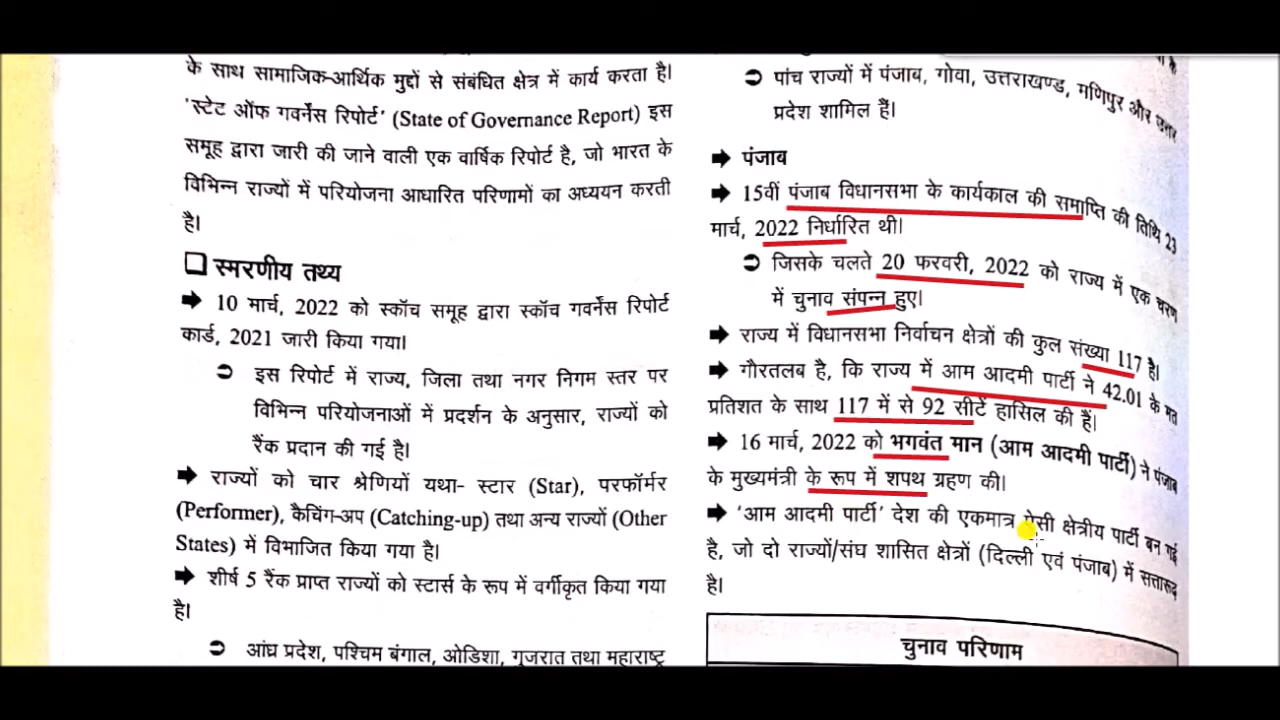 के साथ सामाजिक-आर्थिक मुद्दों से संबंधित क्षेत्र में कार्य करता है।
'स्टेट ऑफ गवर्नेंस रिपोर्ट' (State of Governance Report) इस
समूह द्वारा जारी की जाने वाली एक वार्षिक रिपोर्ट है, जो भारत के
विभिन्न राज्यों में परियोजना आधारित परिणामों का अध्ययन करती
है।
स्मरणीय तथ्य
10 मार्च, 2022 को स्कॉच समूह द्वारा स्कॉच गवर्नेंस रिपोर्ट
कार्ड, 2021 जारी किया गया।
इस रिपोर्ट में राज्य, जिला तथा नगर निगम स्तर पर
विभिन्न परियोजनाओं में प्रदर्शन के अनुसार, राज्यों को
रैंक प्रदान की गई है।
राज्यों को चार श्रेणियों यथा- स्टार (Star), परफॉर्मर
(Performer), कैचिंग-अप (Catching-up) तथा अन्य राज्यों (Other
States) में विभाजित किया गया है।
शीर्ष 5 रैंक प्राप्त राज्यों को स्टार्स के रूप में वर्गीकृत किया गया
है।
आंध्र प्रदेश, पश्चिम बंगाल, ओडिशा, गुजरात तथा महाराष्ट्र
पांच राज्यों में पंजाब, गोवा, उत्तराखण्ड, मणिपुर और उत्तर
प्रदेश शामिल हैं।
पंजाब
15वीं पंजाब विधानसभा के कार्यकाल की समाप्ति की तिथि 23
मार्च, 2022 निर्धारित थी।
जिसके चलते 20 फरवरी, 2022 को राज्य में एक चरण
में चुनाव संपन्न हुए।
राज्य में विधानसभा निर्वाचन क्षेत्रों की कुल संख्या 117 है।
गौरतलब है, कि राज्य में आम आदमी पार्टी ने 42.01 के मत
प्रतिशत के साथ 117 में से 92 सीटें हासिल की हैं।
16 मार्च, 2022 को भगवंत मान (आम आदमी पार्टी) ने पंजाब
के मुख्यमंत्री के रूप में शपथ ग्रहण की।
'आम आदमी पार्टी' देश की एकमात्र ऐसी क्षेत्रीय पार्टी बन गई
है, जो दो राज्यों/संघ शासित क्षेत्रों (दिल्ली एवं पंजाब) में सत्तारूढ़
है।
चुनाव परिणाम